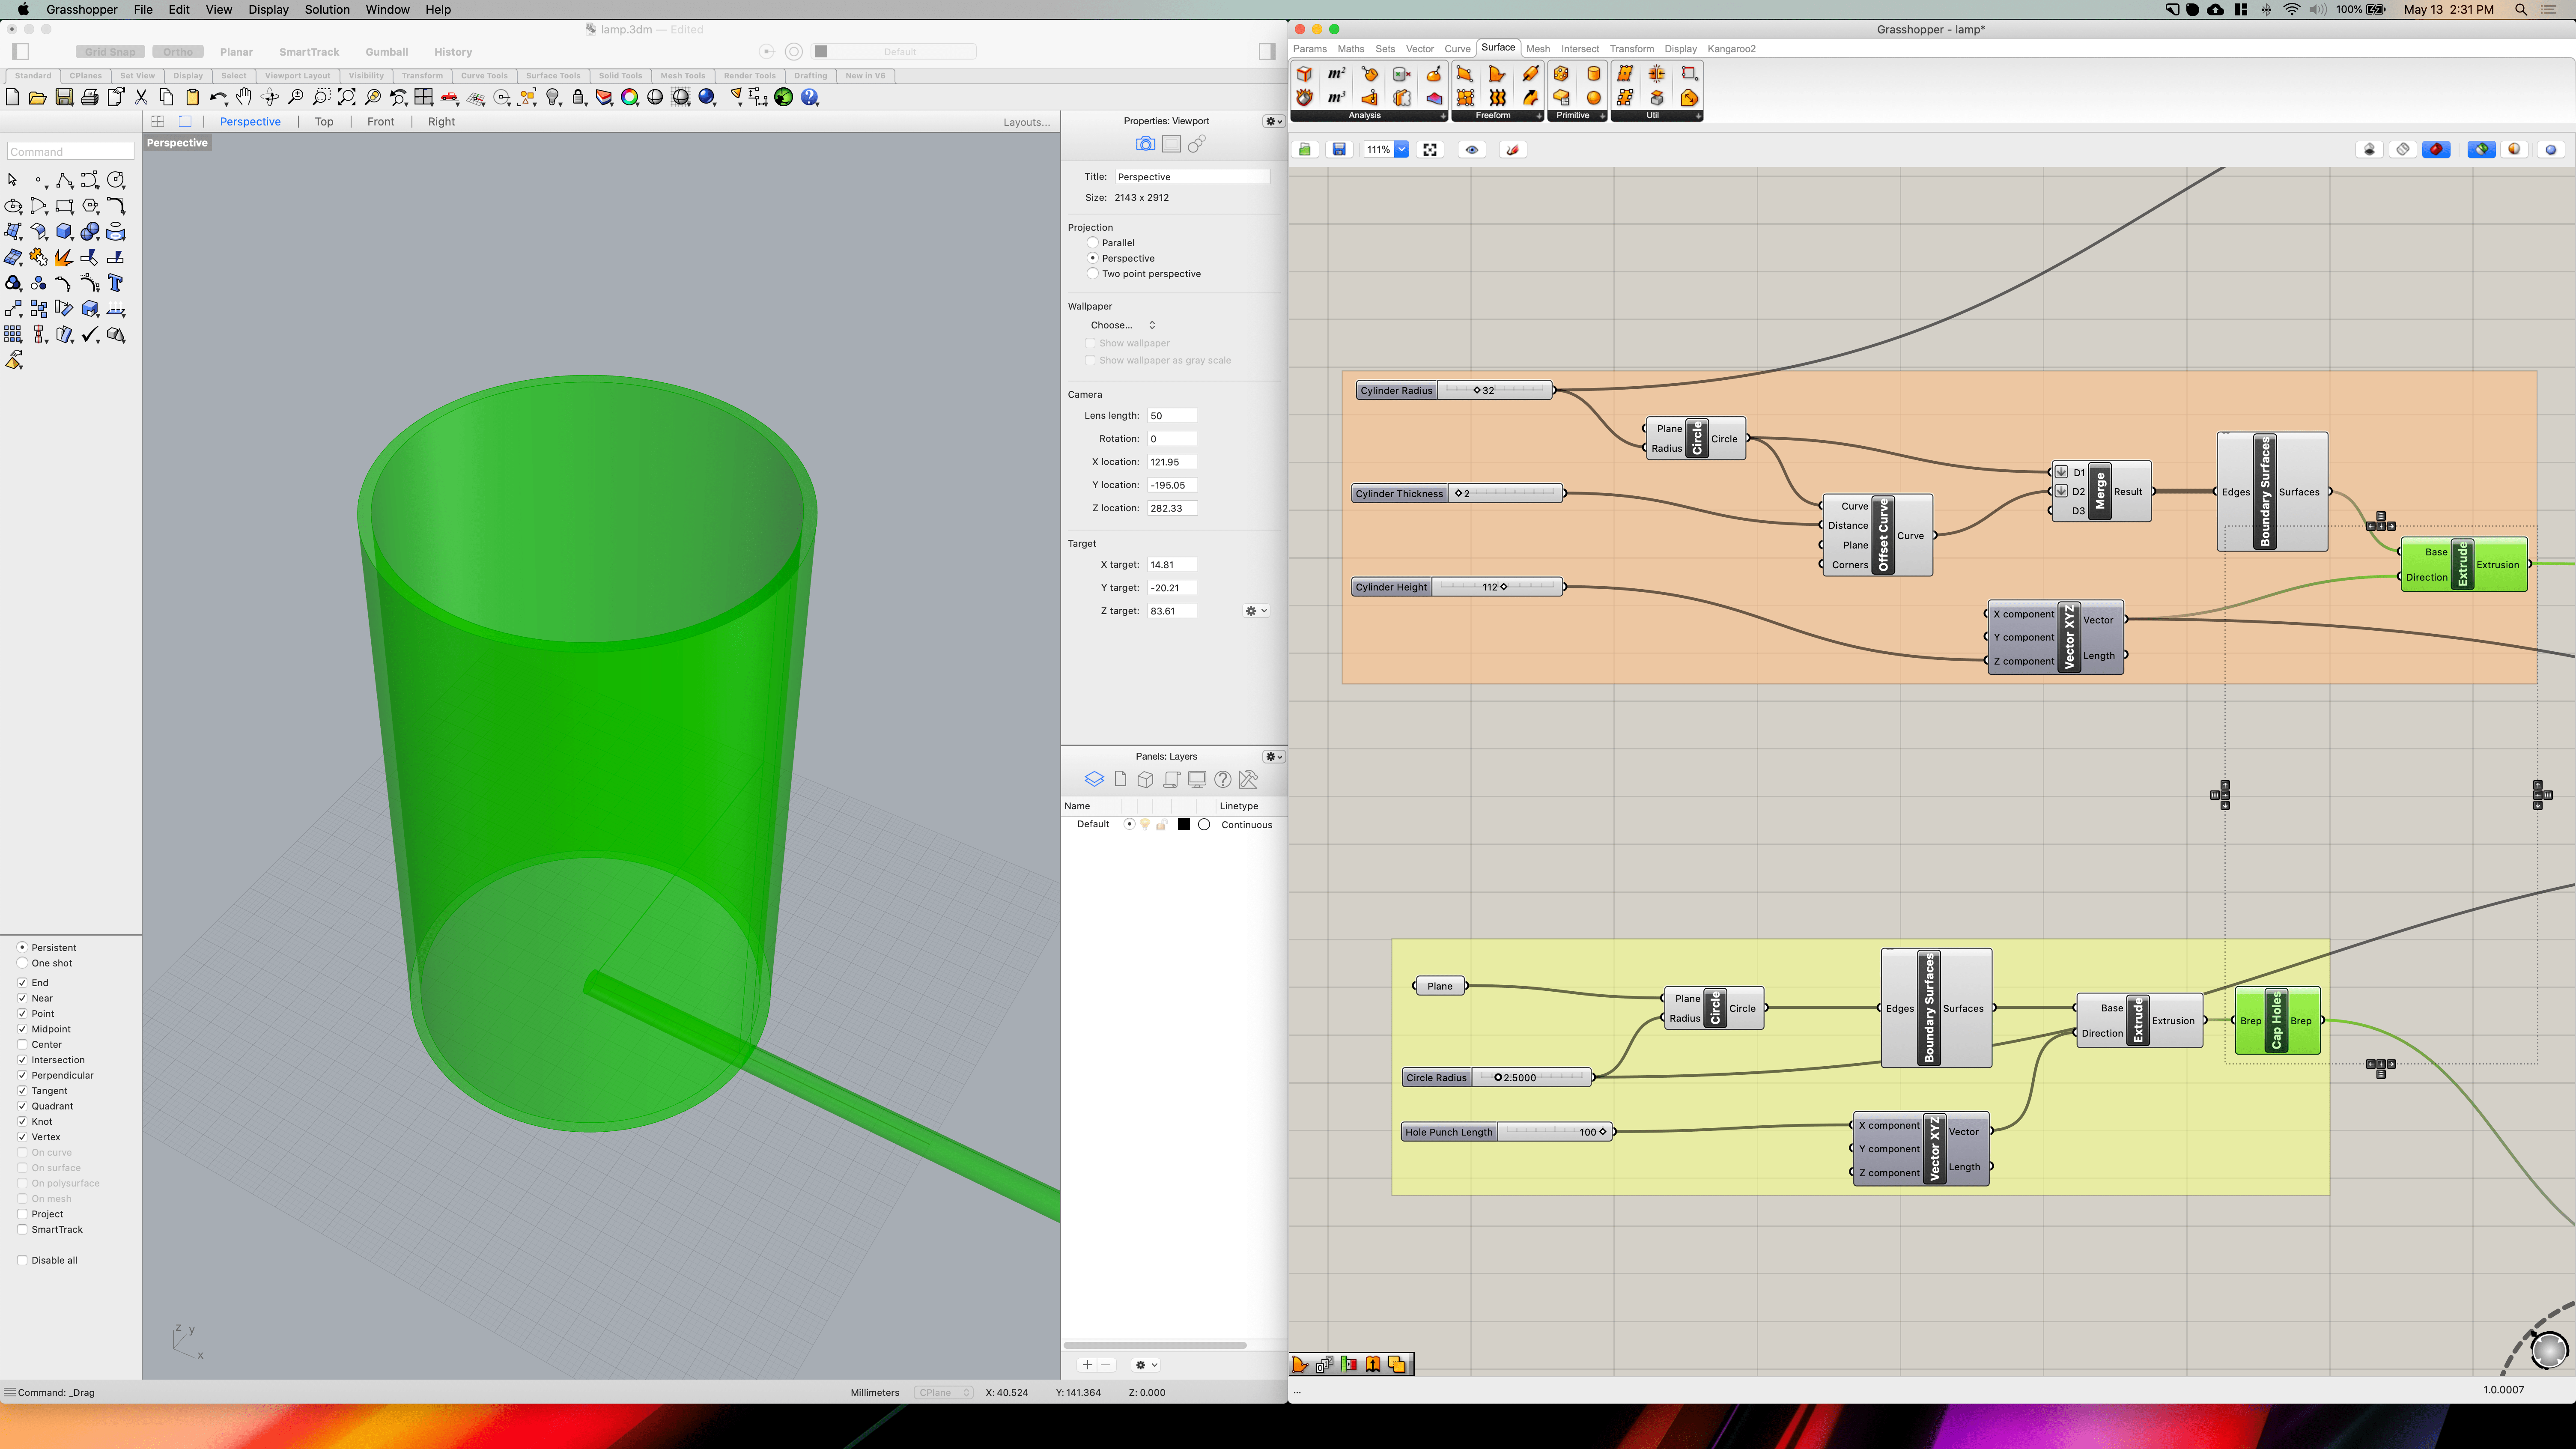 Grasshopper File Edit View Display Solution Window Help
100% May 13 2:31 PM
lamp.3dm — Edited
Grid Snap Ortho Planar SmartTrack Gumball History
Default
Standard CPlanes Set View Display Select Viewport Layout Visibility Transform Curve Tools Surface Tools Solid Tools Mesh Tools Render Tools Drafting New in V6
Perspective Top Front Right Layouts...
Command
Perspective
Persistent
One shot
End
Near
Point
Midpoint
Center
Intersection
Perpendicular
Tangent
Quadrant
Knot
Vertex
On curve
On surface
On polysurface
On mesh
Project
SmartTrack
Disable all
z y
x
Properties: Viewport
Title: Perspective
Size: 2143 x 2912
Projection
Parallel
Perspective
Two point perspective
Wallpaper
Choose...
Show wallpaper
Show wallpaper as gray scale
Camera
Lens length: 50
Rotation: 0
X location: 121.95
Y location: -195.05
Z location: 282.33
Target
X target: 14.81
Y target: -20.21
Z target: 83.61
Panels: Layers
Name Linetype
Default Continuous
Command: _Drag
Millimeters CPlane X: 40.524 Y: 141.364 Z: 0.000
Grasshopper - lamp*
Params Maths Sets Vector Curve Surface Mesh Intersect Transform Display Kangaroo2
m²
m³
Analysis Freeform Primitive Util
111%
Cylinder Radius 32
Plane
Radius
Circle
Circle
Cylinder Thickness 2
Curve
Distance
Plane
Corners
Offset Curve
Curve
D1
D2
D3
Merge
Result
Edges
Boundary Surfaces
Surfaces
Base
Direction
Extrude
Extrusion
Cylinder Height 112
X component
Y component
Z component
Vector XYZ
Vector
Length
Plane
Plane
Radius
Circle
Circle
Edges
Boundary Surfaces
Surfaces
Base
Direction
Extrude
Extrusion
Brep
Cap Holes
Brep
Circle Radius 2.5000
Hole Punch Length 100
X component
Y component
Z component
Vector XYZ
Vector
Length
...
1.0.0007